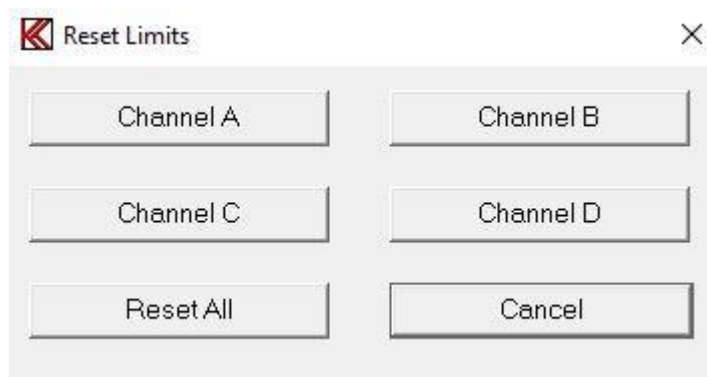 Reset Limits
Channel A
Channel B
Channel C
Channel D
Reset All
Cancel